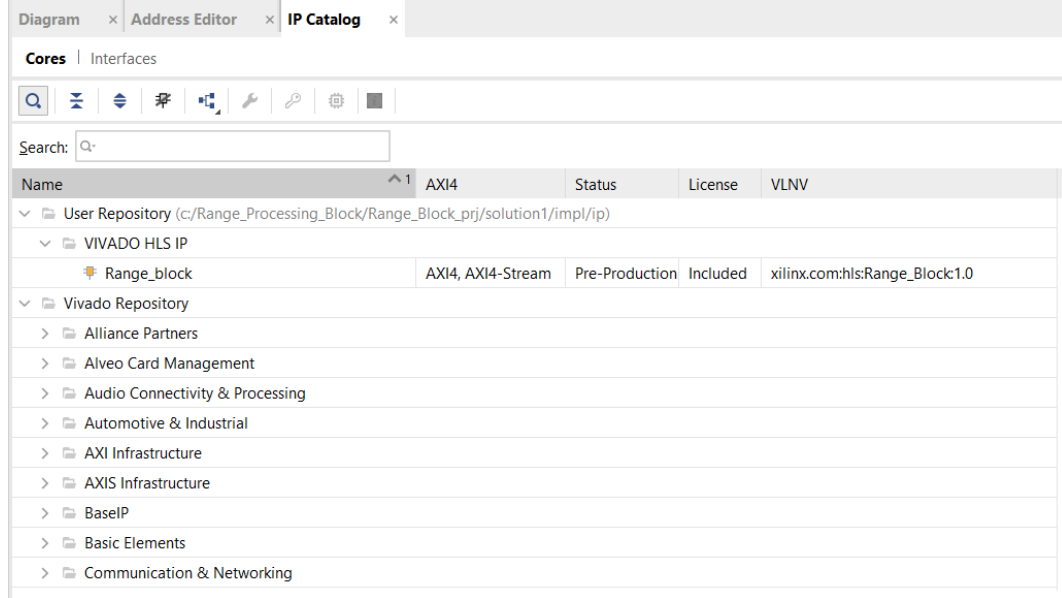 Diagram × Address Editor × IP Catalog ×
Cores | Interfaces
Search:
Name 1 AXI4 Status License VLNV
User Repository (c:/Range_Processing_Block/Range_Block_prj/solution1/impl/ip)
VIVADO HLS IP
Range_block AXI4, AXI4-Stream Pre-Production Included xilinx.com:hls:Range_Block:1.0
Vivado Repository
Alliance Partners
Alveo Card Management
Audio Connectivity & Processing
Automotive & Industrial
AXI Infrastructure
AXIS Infrastructure
BaseIP
Basic Elements
Communication & Networking